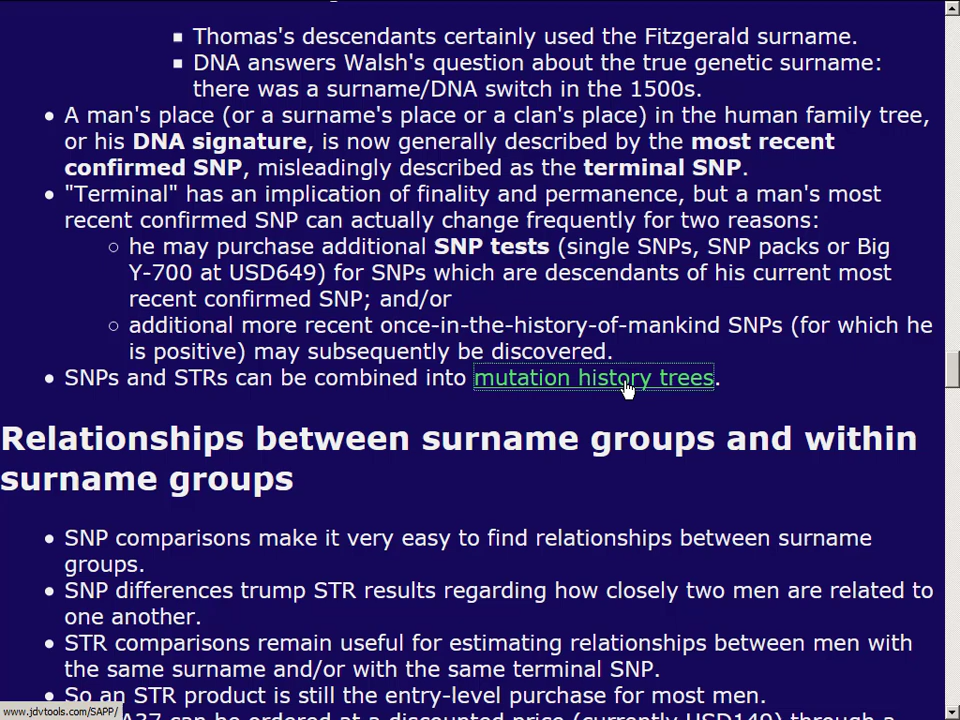 Thomas's descendants certainly used the Fitzgerald surname.
DNA answers Walsh's question about the true genetic surname:
there was a surname/DNA switch in the 1500s.
A man's place (or a surname's place or a clan's place) in the human family tree,
or his DNA signature, is now generally described by the most recent
confirmed SNP, misleadingly described as the terminal SNP.
"Terminal" has an implication of finality and permanence, but a man's most
recent confirmed SNP can actually change frequently for two reasons:
he may purchase additional SNP tests (single SNPs, SNP packs or Big
Y-700 at USD649) for SNPs which are descendants of his current most
recent confirmed SNP; and/or
additional more recent once-in-the-history-of-mankind SNPs (for which he
is positive) may subsequently be discovered.
SNPs and STRs can be combined into mutation history trees.
Relationships between surname groups and within
surname groups
SNP comparisons make it very easy to find relationships between surname
groups.
SNP differences trump STR results regarding how closely two men are related to
one another.
STR comparisons remain useful for estimating relationships between men with
the same surname and/or with the same terminal SNP.
So an STR product is still the entry-level purchase for most men.
can be ordered at a discounted price (currently USD149) through a
www.jdvtools.com/SAPP/